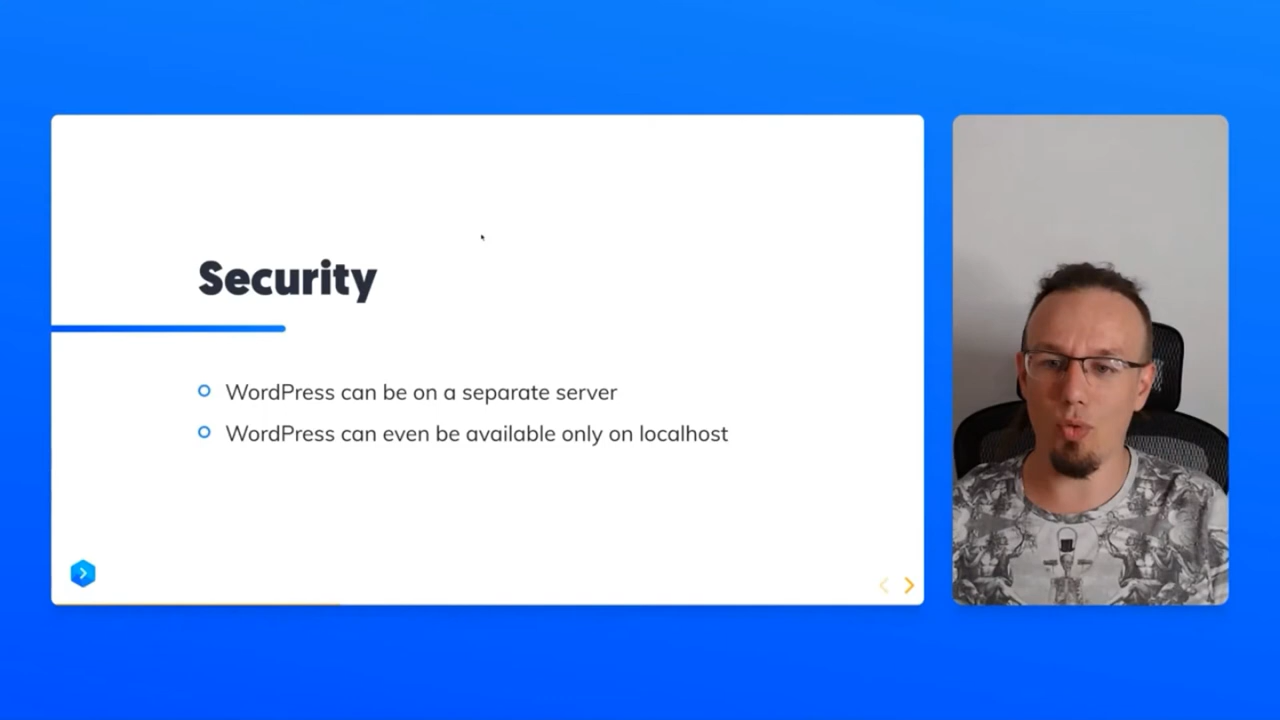 Security
WordPress can be on a separate server
WordPress can even be available only on localhost